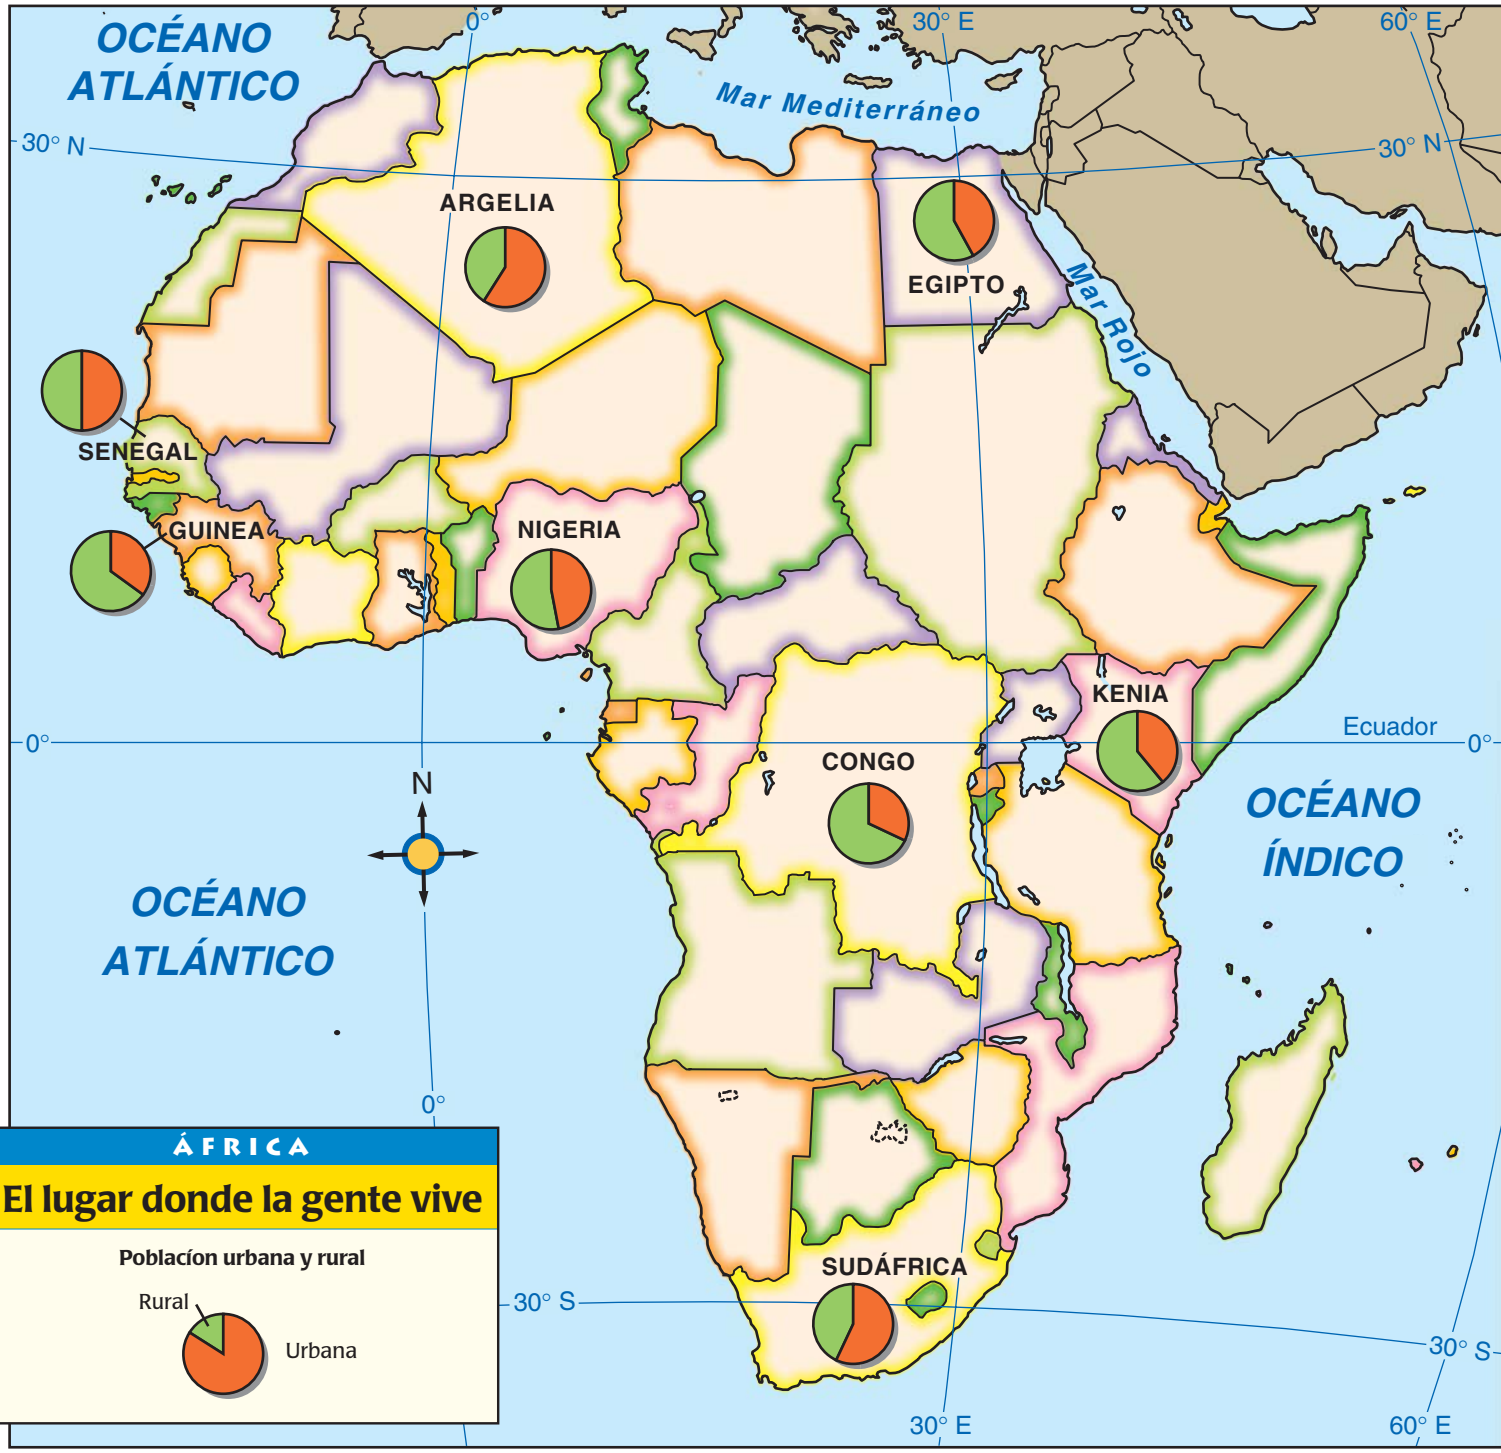 0°
30° E
60° E
OCÉANO
ATLÁNTICO
Mar Mediterráneo
30° N
30° N
ARGELIA
EGIPTO
Mar Rojo
SENEGAL
GUINEA
NIGERIA
KENIA
Ecuador
0°
0°
CONGO
N
OCÉANO
ÍNDICO
OCÉANO
ATLÁNTICO
0°
ÁFRICA
El lugar donde la gente vive
Poblacíon urbana y rural
Rural
Urbana
SUDÁFRICA
30° S
30° S
30° E
60° E